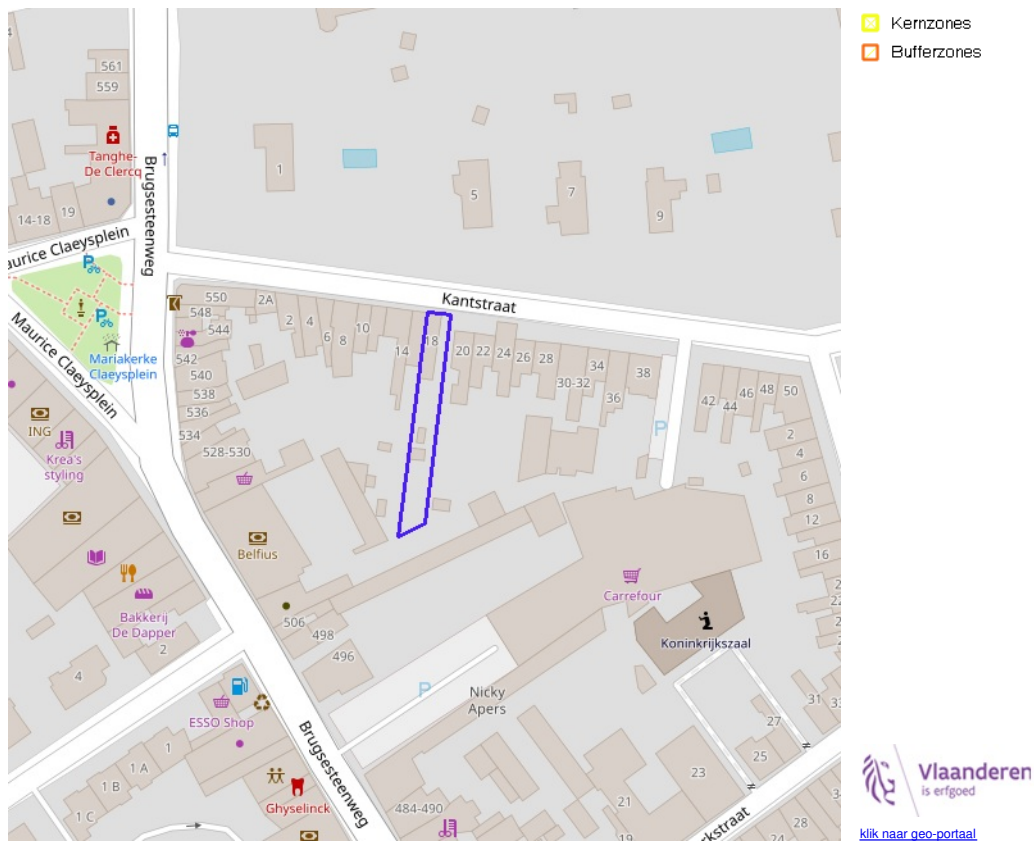 Kernzones
Bufferzones
561
559
Tanghe-
De Clercq
14-18
19
Brugsesteenweg
aurice Claeysplein
Maurice Claeysplein
Mariakerke
Claeysplein
1
5
7
9
Kantstraat
550
548
544
542
540
538
536
534
528-530
2A
2
4
6
8
10
14
18
20
22
24
26
28
30-32
34
36
38
42
44
46
48
50
2
4
6
8
12
16
P
P
P
ING
Krea's
styling
Belfius
Carrefour
Koninkrijkszaal
Bakkerij
De Dapper
2
4
506
498
496
P
Nicky
Apers
ESSO Shop
1
1 A
1 B
1 C
Ghyselinck
Brugsesteenweg
484-490
31
27
25
23
21
19
24
28
rkstraat
Vlaanderen
is erfgoed
klik naar geo-portaal